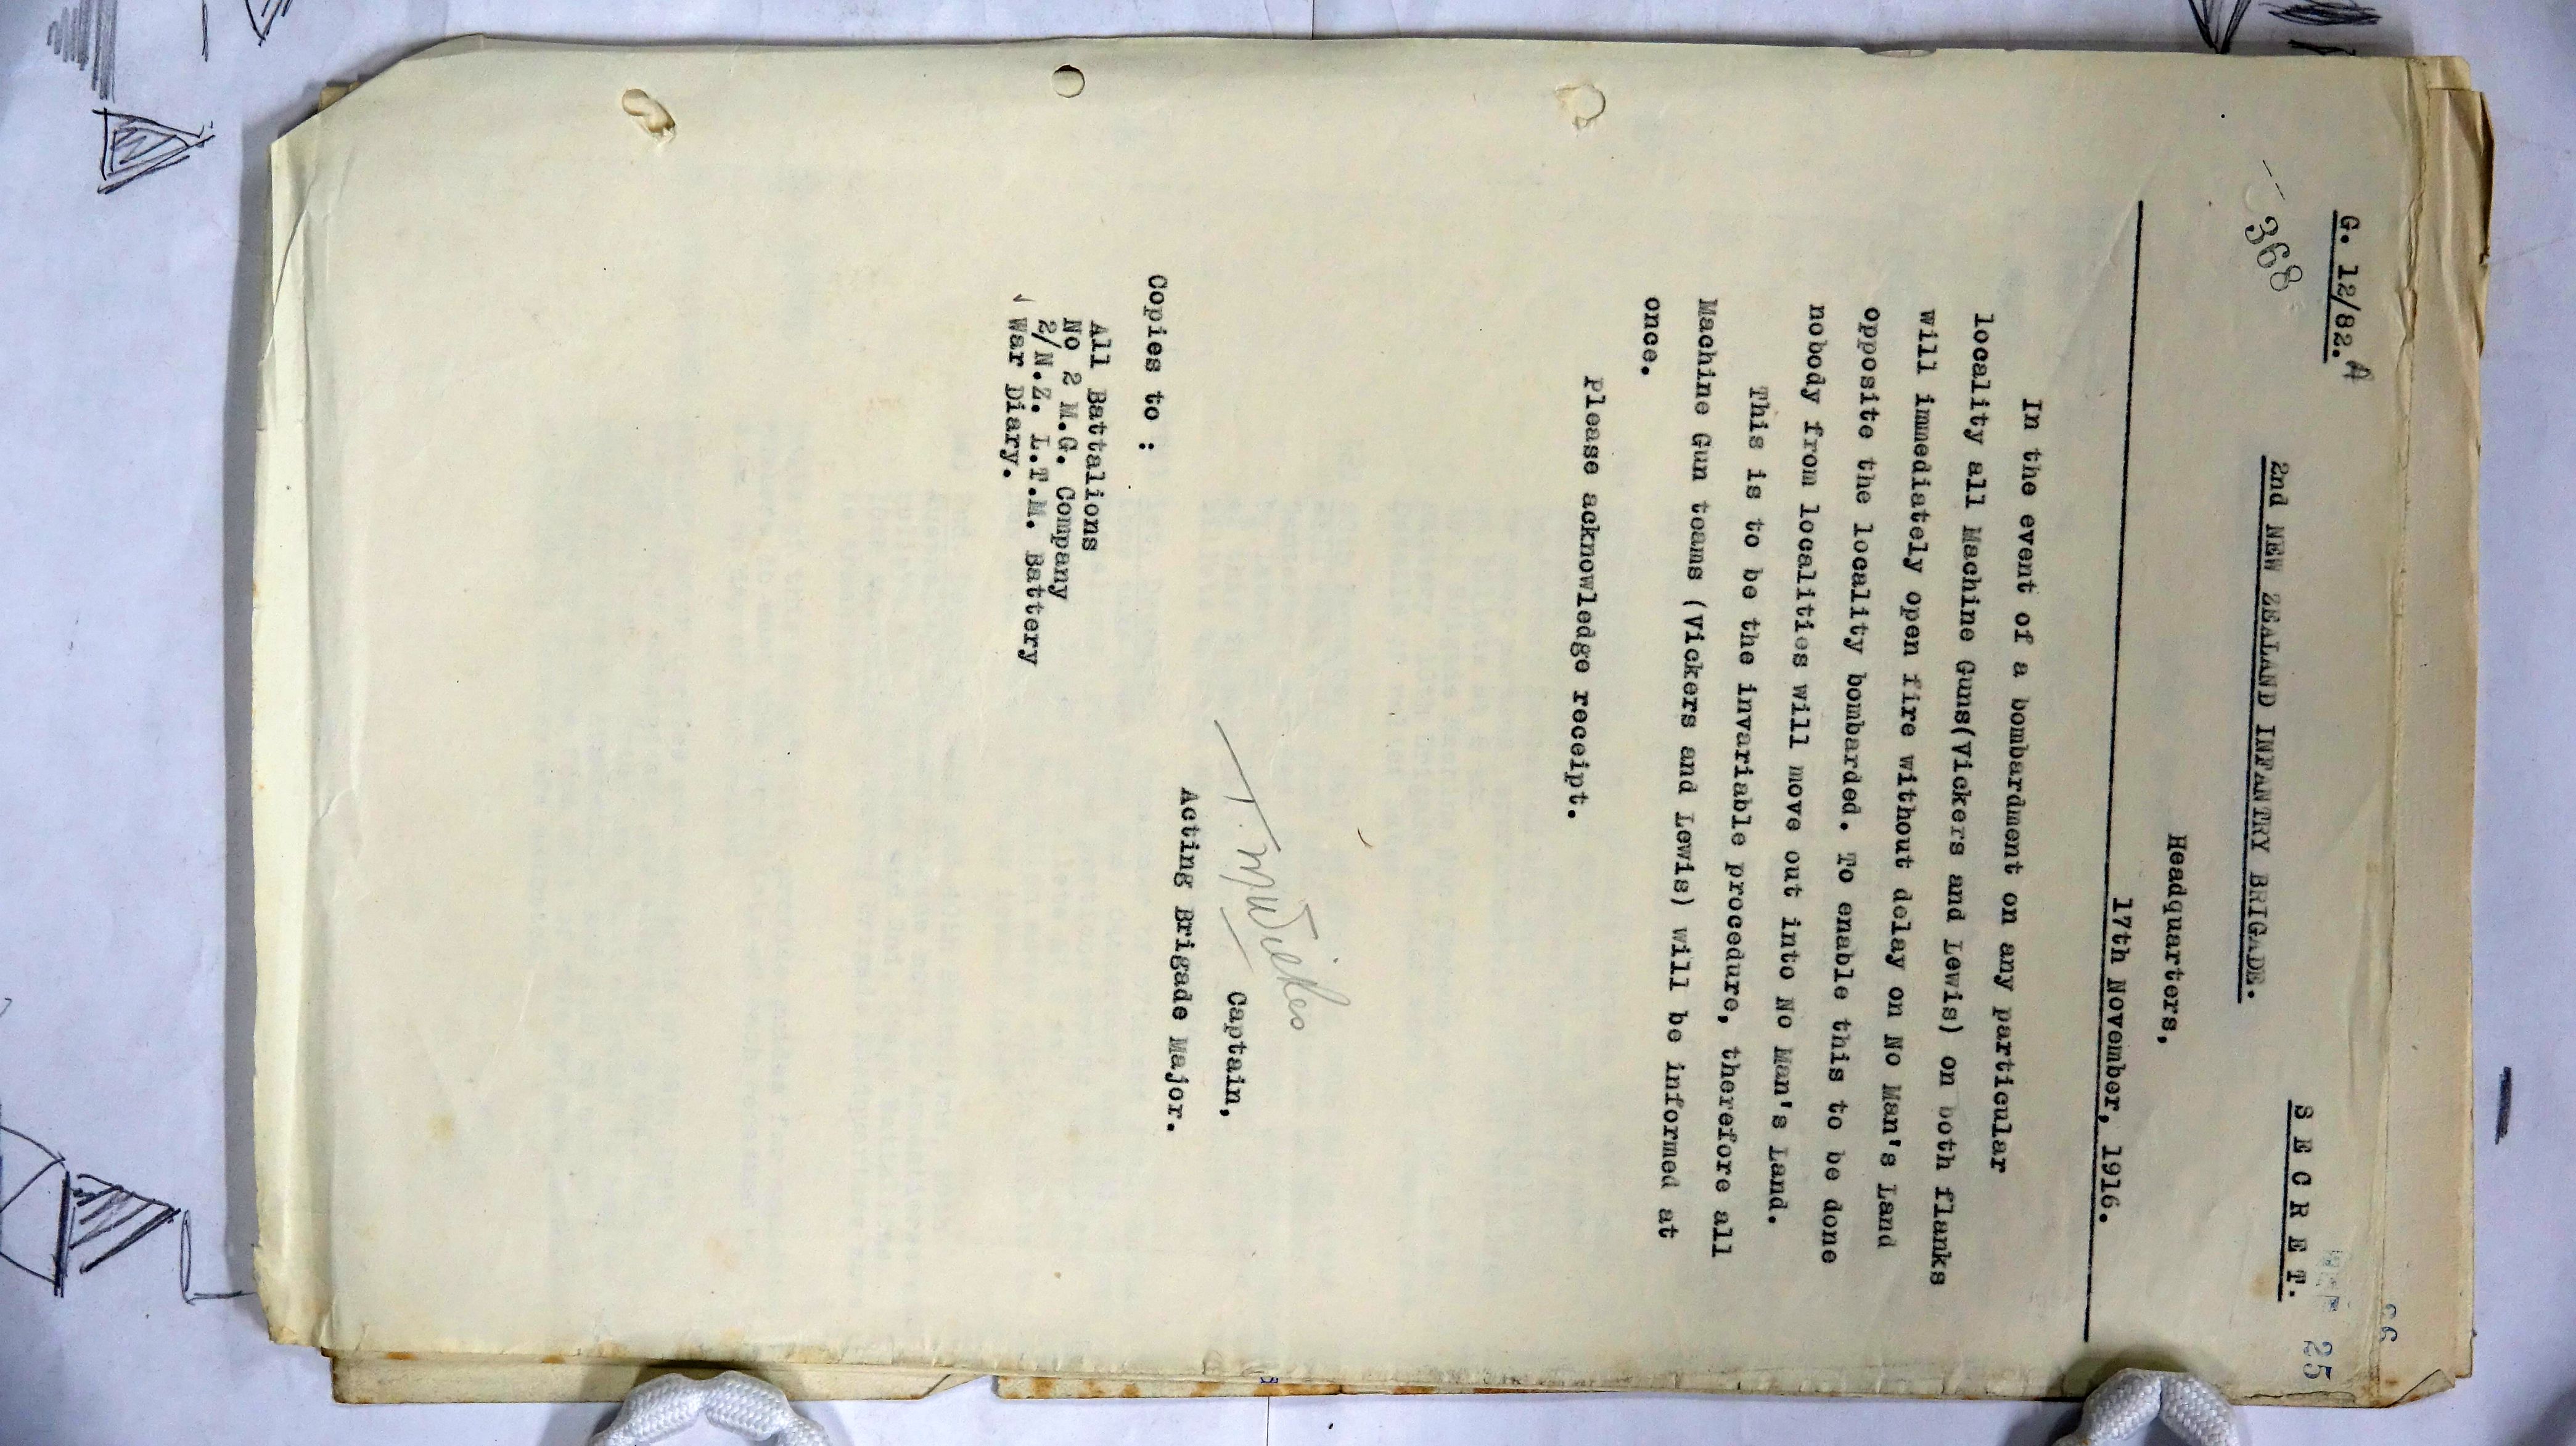 G. 12/82.A
SECRET.
25
368
2nd NEW ZEALAND INFANTRY BRIGADE.
Headquarters,
17th November, 1916.
In the event of a bombardment on any particular
locality all Machine Guns(Vickers and Lewis) on both flanks
will immediately open fire without delay on No Man's Land
opposite the locality bombarded. To enable this to be done
nobody from localities will move out into No Man's Land.
This is to be the invariable procedure, therefore all
Machine Gun teams (Vickers and Lewis) will be informed at
once.
Please acknowledge receipt.
Captain,
Acting Brigade Major.
Copies to :
All Battalions
No 2 M.G. Company
2/N.Z. L.T.M. Battery
✓ War Diary.